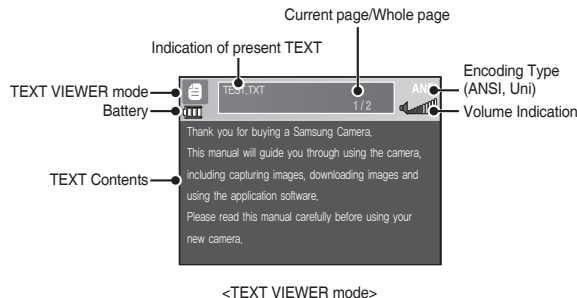 Current page/Whole page
Indication of present TEXT
Encoding Type
(ANSI, Uni)
TEXT VIEWER mode
TEST.TXT
Battery
1 / 2
Volume Indication
Thank you for buying a Samsung Camera.
This manual will guide you through using the camera,
including capturing images, downloading images and
TEXT Contents
using the application software.
Please read this manual carefully before using your
new camera.
<TEXT VIEWER mode>